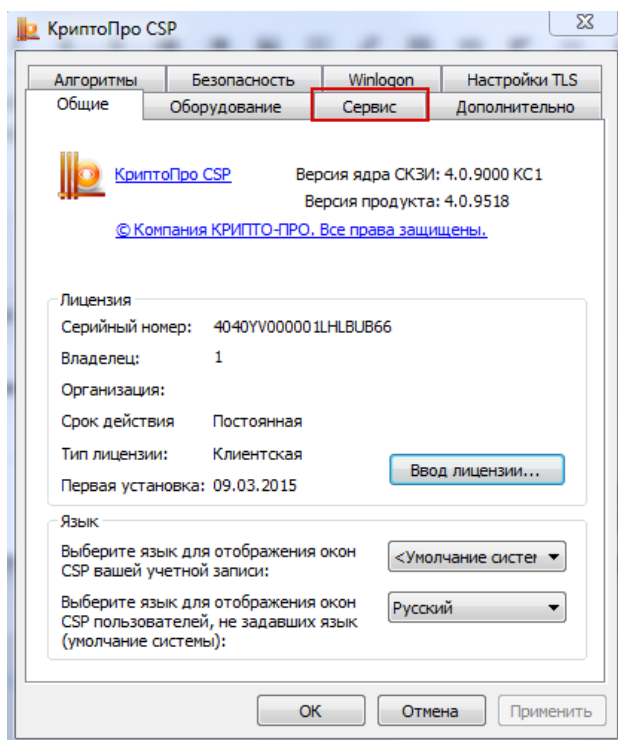 КриптоПро CSP
Алгоритмы Безопасность Winlogon Настройки TLS
Общие Оборудование Сервис Дополнительно
КриптоПро CSP Версия ядра СКЗИ: 4.0.9000 КС1
Версия продукта: 4.0.9518
© Компания КРИПТО-ПРО. Все права защищены.
Лицензия
Серийный номер: 4040YV000001LHLBUB66
Владелец: 1
Организация:
Срок действия Постоянная
Тип лицензии: Клиентская
Ввод лицензии...
Первая установка: 09.03.2015
Язык
Выберите язык для отображения окон
CSP вашей учетной записи:
<Умолчание систег
Выберите язык для отображения окон
CSP пользователей, не задавших язык
(умолчание системы):
Русский
ОК Отмена Применить